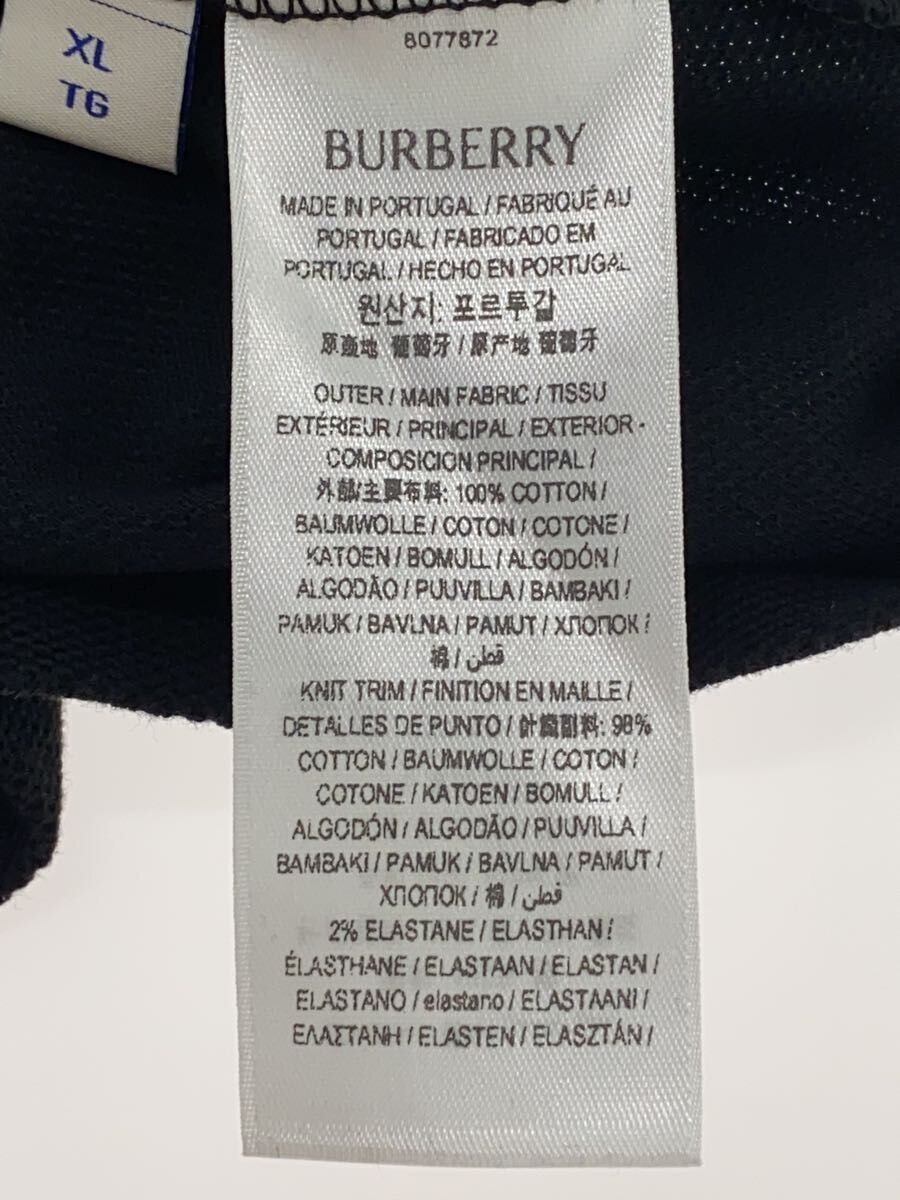 XL
TG
8077872
BURBERRY
MADE IN PORTUGAL / FABRIQUÉ AU
PORTUGAL / FABRICADO EM
PORTUGAL / HECHO EN PORTUGAL
원산지: 포르투갈
原產地 葡萄牙 / 原产地 葡萄牙
OUTER / MAIN FABRIC / TISSU
EXTÉRIEUR / PRINCIPAL / EXTERIOR -
COMPOSICION PRINCIPAL /
外部/主要布料: 100% COTTON /
BAUMWOLLE / COTON / COTONE /
KATOEN / BOMULL / ALGODÓN /
ALGODÃO / PUUVILLA / BAMBAKI /
PAMUK / BAVLNA / PAMUT / ХЛОПОК /
棉 / قطن /
KNIT TRIM / FINITION EN MAILLE /
DETALLES DE PUNTO / 針織副料: 98%
COTTON / BAUMWOLLE / COTON /
COTONE / KATOEN / BOMULL /
ALGODÓN / ALGODÃO / PUUVILLA /
BAMBAKI / PAMUK / BAVLNA / PAMUT /
ХЛОПОК / 棉 / قطن /
2% ELASTANE / ELASTHAN /
ÉLASTHANE / ELASTAAN / ELASTAN /
ELASTANO / elastano / ELASTAANI /
ΕΛΑΣΤΑΝΗ / ELASTEN / ELASZTÁN /